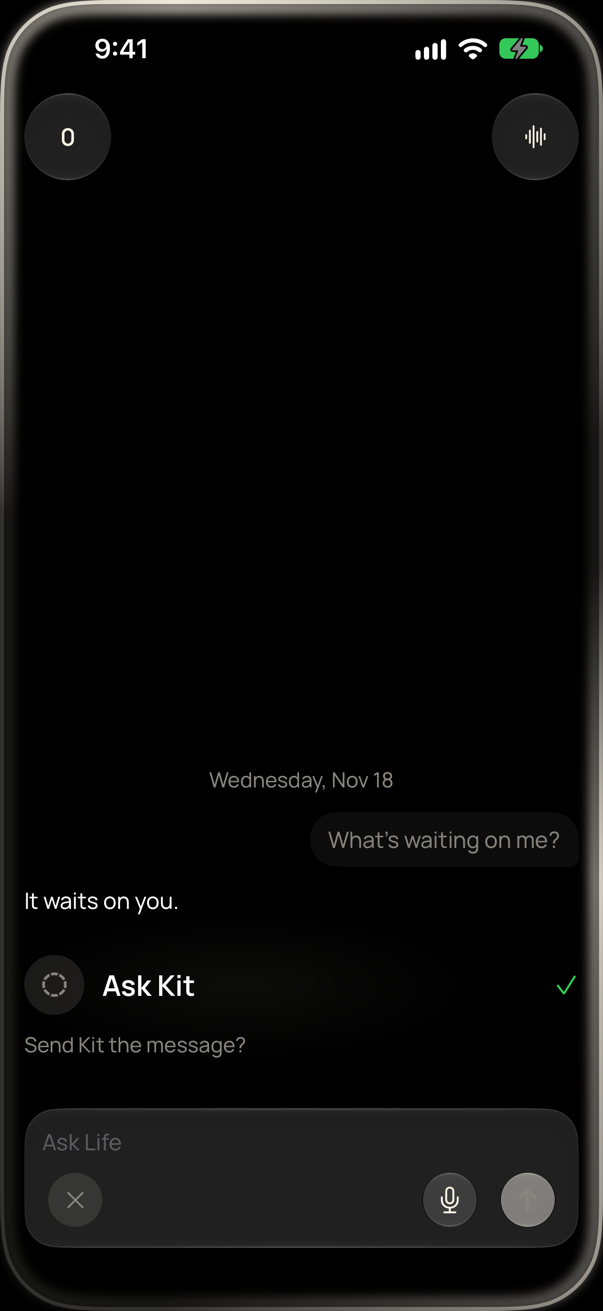 9:41
0
Wednesday, Nov 18
What's waiting on me?
It waits on you.
Ask Kit
Send Kit the message?
Ask Life